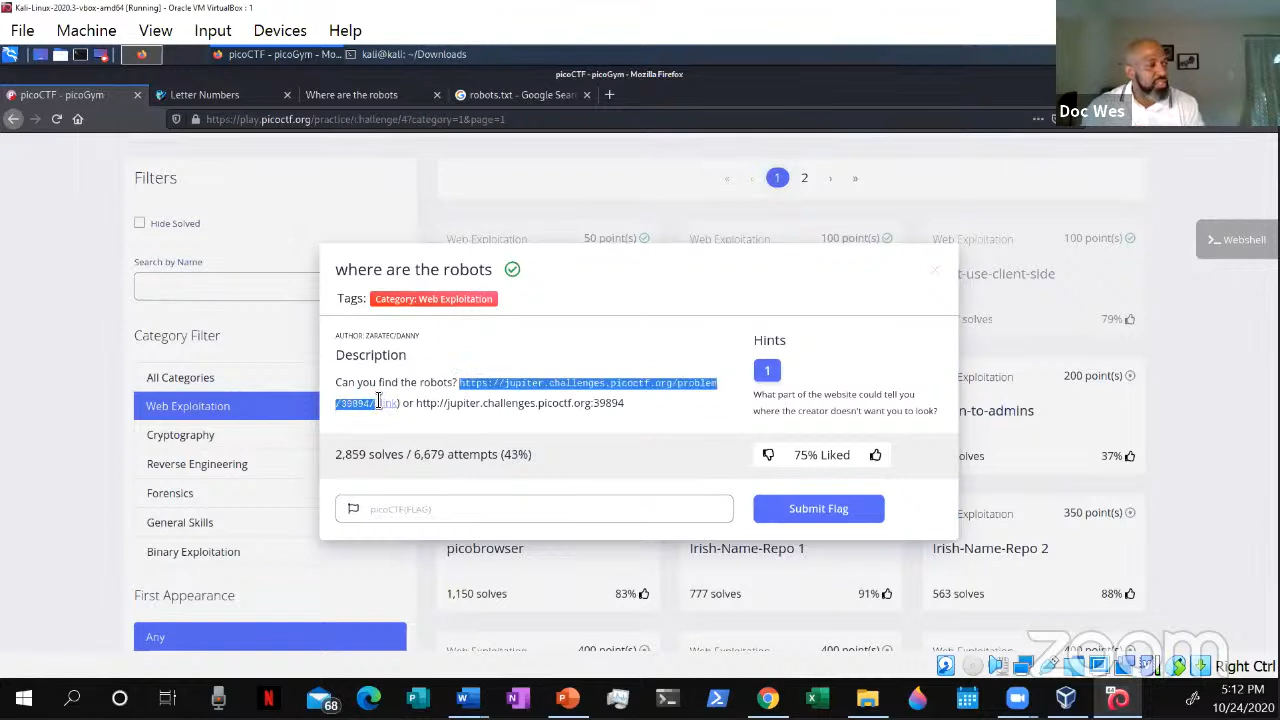 Kali-Linux-2020.3-vbox-amd64 [Running] - Oracle VM VirtualBox : 1
File Machine View Input Devices Help
picoCTF - picoGym - Mo... kali@kali: ~/Downloads
picoCTF - picoGym - Mozilla Firefox
picoCTF - picoGym Letter Numbers Where are the robots robots.txt - Google Sea
https://play.picoctf.org/practice/challenge/4?category=1&page=1
Doc Wes
Filters
« ‹ 1 2 › »
Hide Solved
Web Exploitation 50 point(s) Web Exploitation 100 point(s) Web Exploitation 100 point(s)
>_ Webshell
Search by Name
where are the robots
t-use-client-side
Tags: Category: Web Exploitation
solves 79%
Category Filter
AUTHOR: ZARATEC/DANNY
Description
Hints
1
Exploitation 200 point(s)
All Categories
Can you find the robots? https://jupiter.challenges.picoctf.org/problem
/39894/ ink) or http://jupiter.challenges.picoctf.org:39894
What part of the website could tell you
where the creator doesn't want you to look?
n-to-admins
Web Exploitation
Cryptography
2,859 solves / 6,679 attempts (43%)
75% Liked
olves 37%
Reverse Engineering
Forensics
picoCTF{FLAG}
Submit Flag
Exploitation 350 point(s)
General Skills
Binary Exploitation
picobrowser Irish-Name-Repo 1 Irish-Name-Repo 2
First Appearance
1,150 solves 83% 777 solves 91% 563 solves 88%
Any
400 point(s) 400 point(s) 400 point(s)
zoom
Right Ctrl
68
5:12 PM
10/24/2020